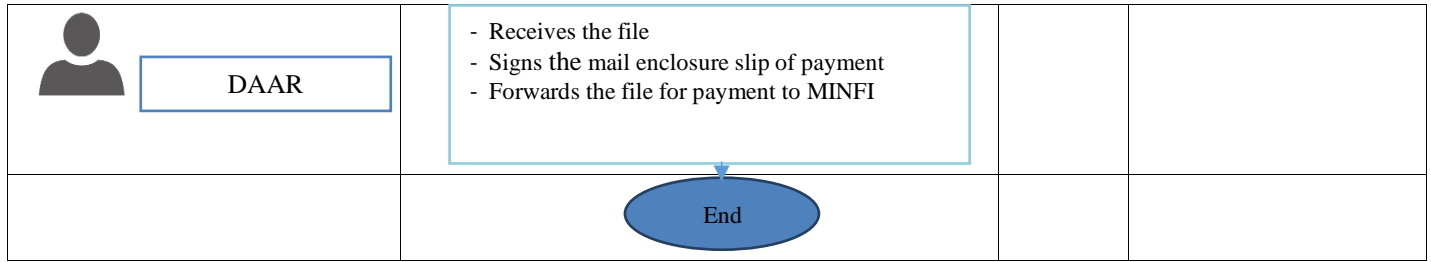 DAAR
- Receives the file
- Signs the mail enclosure slip of payment
- Forwards the file for payment to MINFI
End